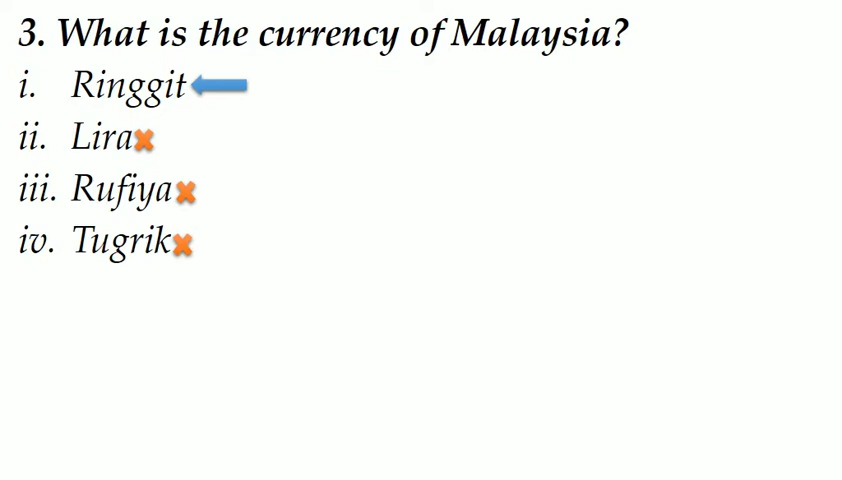 3. What is the currency of Malaysia?
i. Ringgit
ii. Lira
iii. Rufiya
iv. Tugrik